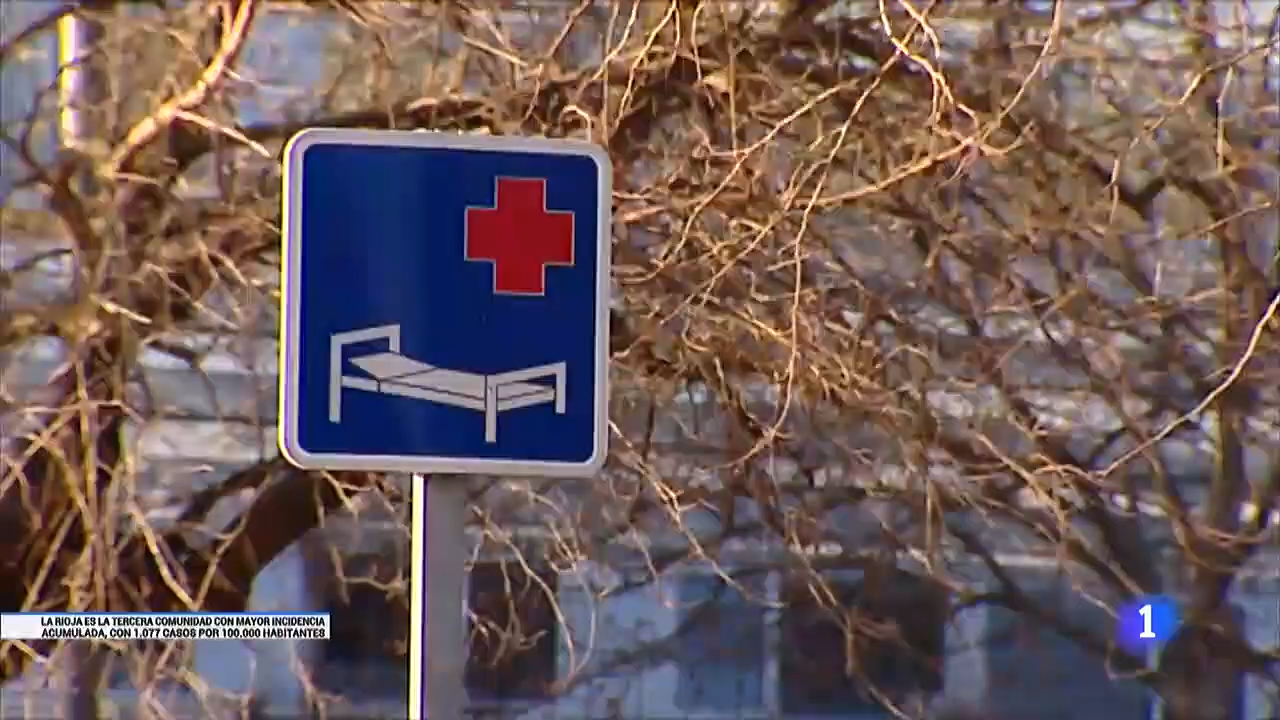 LA RIOJA ES LA TERCERA COMUNIDAD CON MAYOR INCIDENCIA
ACUMULADA, CON 1.077 CASOS POR 100.000 HABITANTES
1